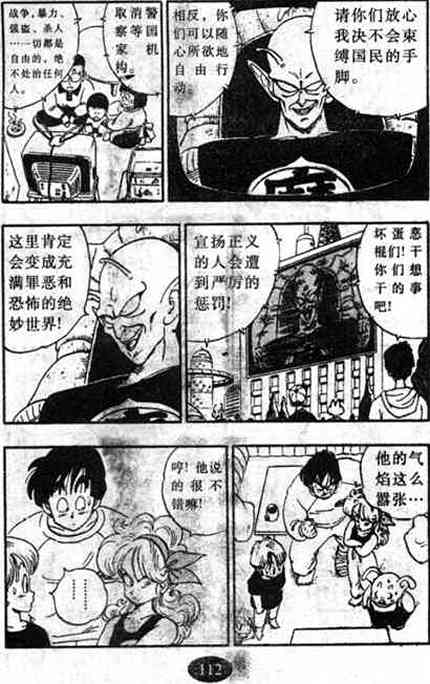 请你们放心
我决不会束
缚国民的手
脚。
相反，你
们可以随
心所欲地
自由行
动。
取消警
察等国
家机
构。
战争，暴力、
强盗、杀人
……一切都是
自由的，绝
不处治任何
人。
坏蛋恶
棍们！干
你们想
干的事
吧！
宣扬正义
的人会遭
到严厉的
惩罚！
这里肯定
会变成充
满罪恶和
恐怖的绝
妙世界！
他的气
焰这么
嚣张…
哼！他说
的很不
错嘛！
……
112